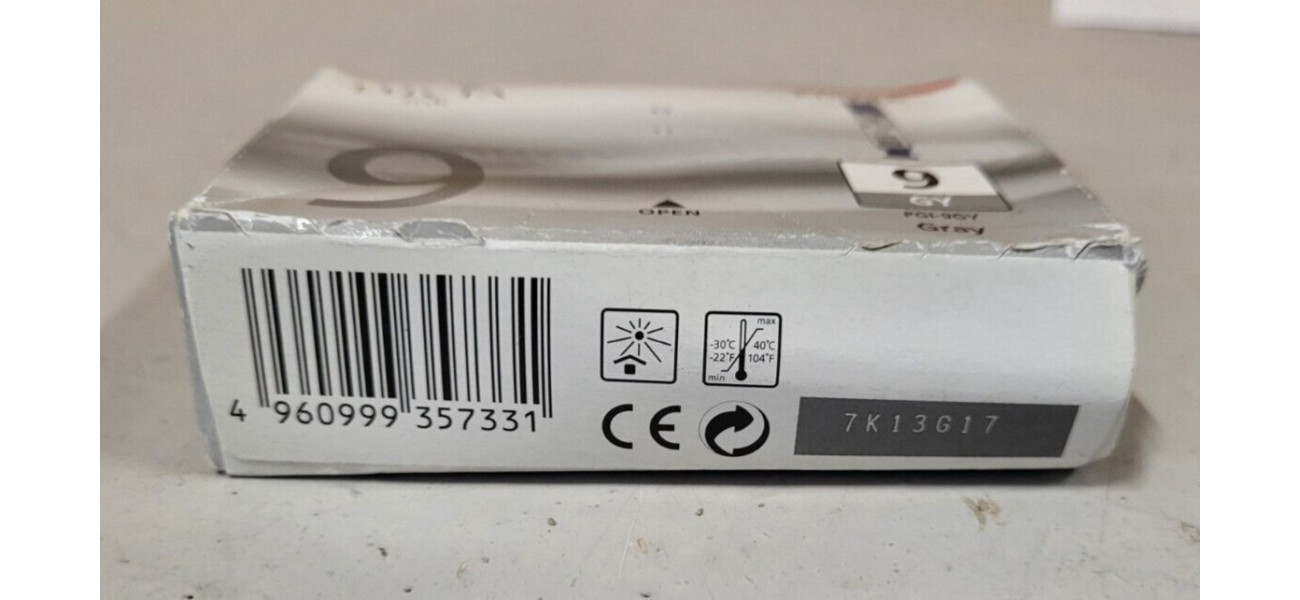 9
9
GY
OPEN
PGI-9GY
Gray
max
-30°C 40°C
-22°F 104°F
min
4 960999 357331
CE
7K13G17